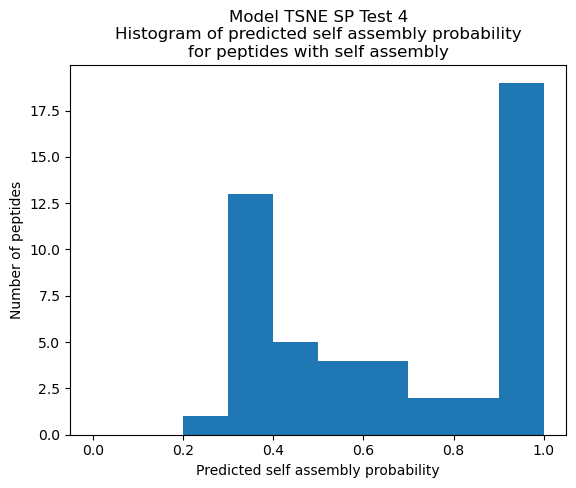 Model TSNE SP Test 4
Histogram of predicted self assembly probability
for peptides with self assembly
17.5
15.0
12.5
10.0
7.5
5.0
2.5
0.0
Number of peptides
0.0 0.2 0.4 0.6 0.8 1.0
Predicted self assembly probability